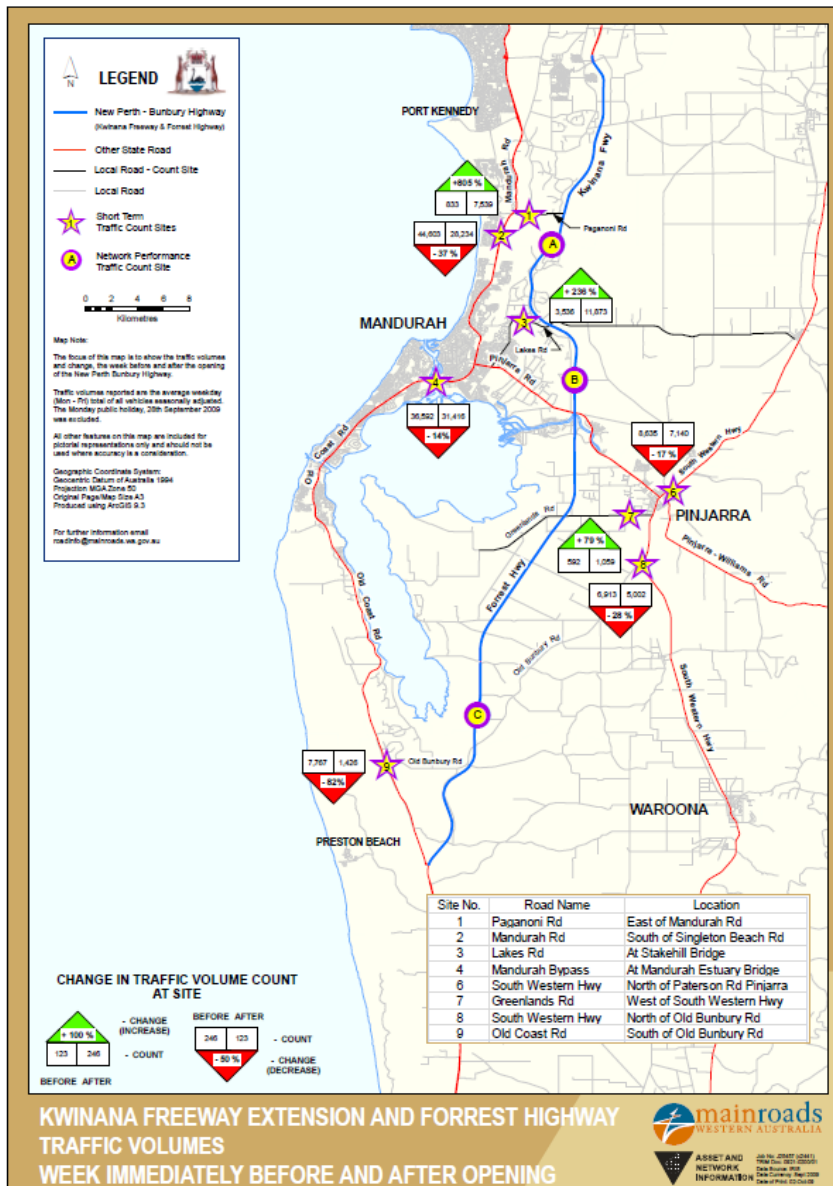 LEGEND
N
New Perth - Bunbury Highway
(Kwinana Freeway & Forrest Highway)
Other State Road
Local Road - Count Site
Local Road
1
Short Term
Traffic Count Sites
A
Network Performance
Traffic Count Site
0 2 4 6 8
Kilometres
Map Note:
The focus of this map is to show the traffic volumes
and change, the week before and after the opening
of the New Perth Bunbury Highway.
Traffic volumes reported are the average weekday
(Mon - Fri) total of all vehicles seasonally adjusted.
The Monday public holiday, 28th September 2009
was excluded.
All other features on this map are included for
pictorial representations only and should not be
used where accuracy is a consideration.
Geographic Coordinate System:
Geocentric Datum of Australia 1994
Projection MGA Zone 50
Original Page/Map Size A3
Produced using ArcGIS 9.3
For further information email
roadinfo@mainroads.wa.gov.au
PORT KENNEDY
Mandurah Rd
Kwinana Fwy
+805 %
833 7,539
1
Paganoni Rd
44,603 28,234
- 37 %
2
A
+ 236 %
3,536 11,873
MANDURAH
3
Lakes Rd
Pinjarra Rd
B
4
36,592 31,416
- 14%
Old Coast Rd
8,635 7,140
- 17 %
South Western Hwy
6
PINJARRA
Greenlands Rd
7
+ 79 %
592 1,059
Pinjarra - Williams Rd
8
6,913 5,002
- 28 %
Forrest Hwy
Old Coast Rd
Old Bunbury Rd
South Western Hwy
C
7,767 1,426
- 82%
9
Old Bunbury Rd
WAROONA
PRESTON BEACH
Site No. Road Name Location
1 Paganoni Rd East of Mandurah Rd
2 Mandurah Rd South of Singleton Beach Rd
3 Lakes Rd At Stakehill Bridge
4 Mandurah Bypass At Mandurah Estuary Bridge
6 South Western Hwy North of Paterson Rd Pinjarra
7 Greenlands Rd West of South Western Hwy
8 South Western Hwy North of Old Bunbury Rd
9 Old Coast Rd South of Old Bunbury Rd
CHANGE IN TRAFFIC VOLUME COUNT
AT SITE
+ 100 %
- CHANGE
(INCREASE)
123 246
- COUNT
BEFORE AFTER
BEFORE AFTER
246 123
- COUNT
- 50 %
- CHANGE
(DECREASE)
KWINANA FREEWAY EXTENSION AND FORREST HIGHWAY
TRAFFIC VOLUMES
WEEK IMMEDIATELY BEFORE AND AFTER OPENING
mainroads
WESTERN AUSTRALIA
ASSET AND
NETWORK
INFORMATION